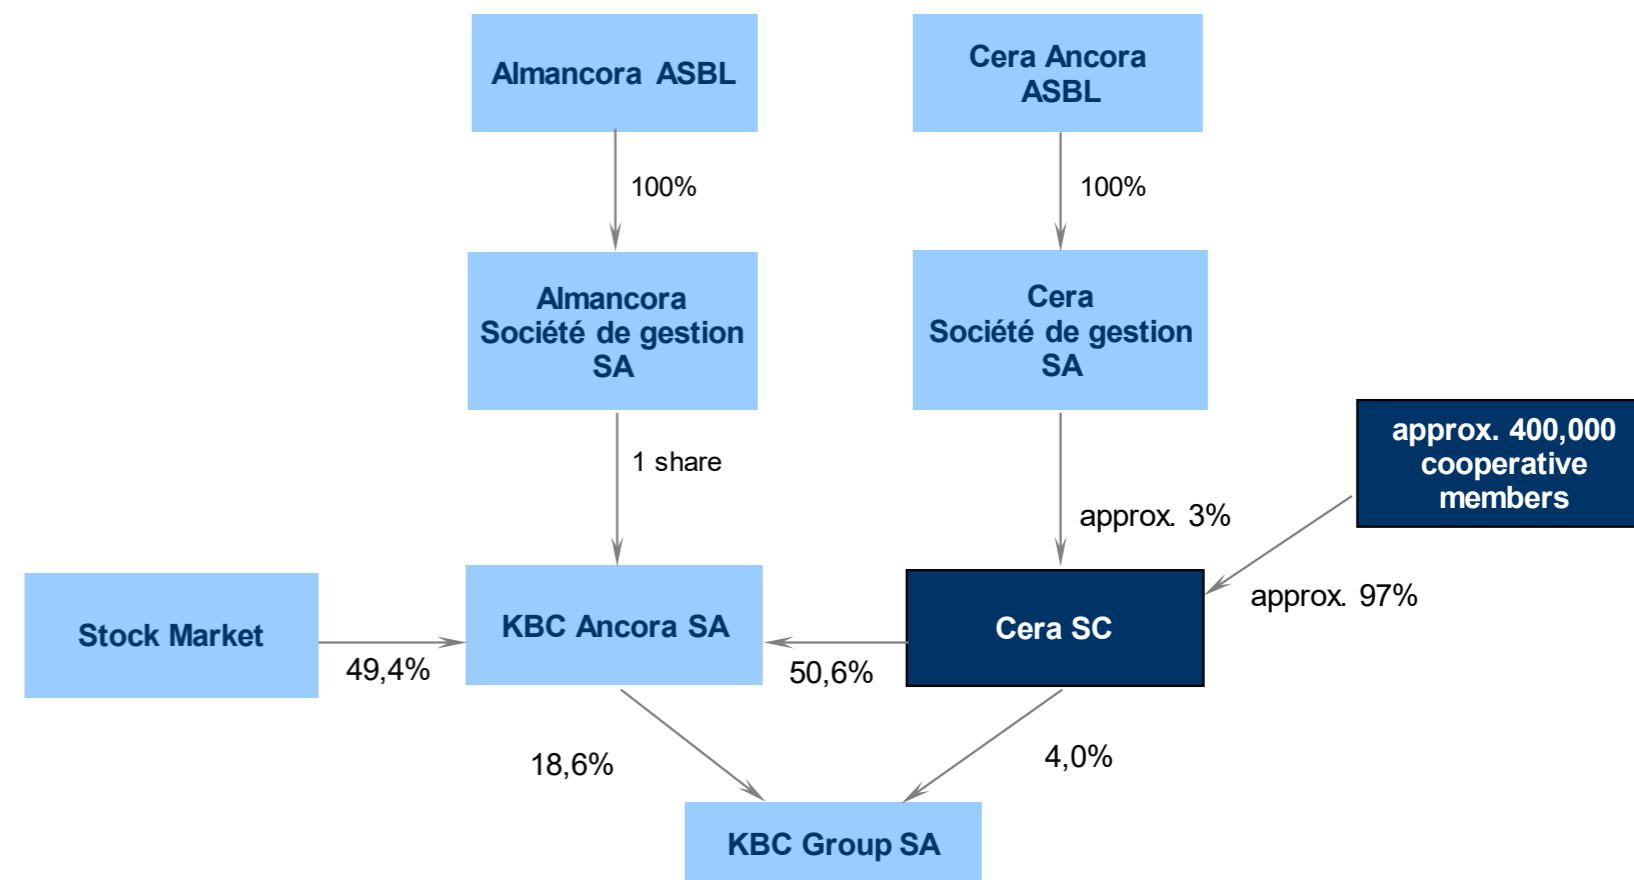 Almancora ASBL
Cera Ancora
ASBL
100%
100%
Almancora
Société de gestion
SA
Cera
Société de gestion
SA
approx. 400,000
cooperative
members
1 share
approx. 3%
approx. 97%
Stock Market
KBC Ancora SA
Cera SC
49,4%
50,6%
18,6%
4,0%
KBC Group SA